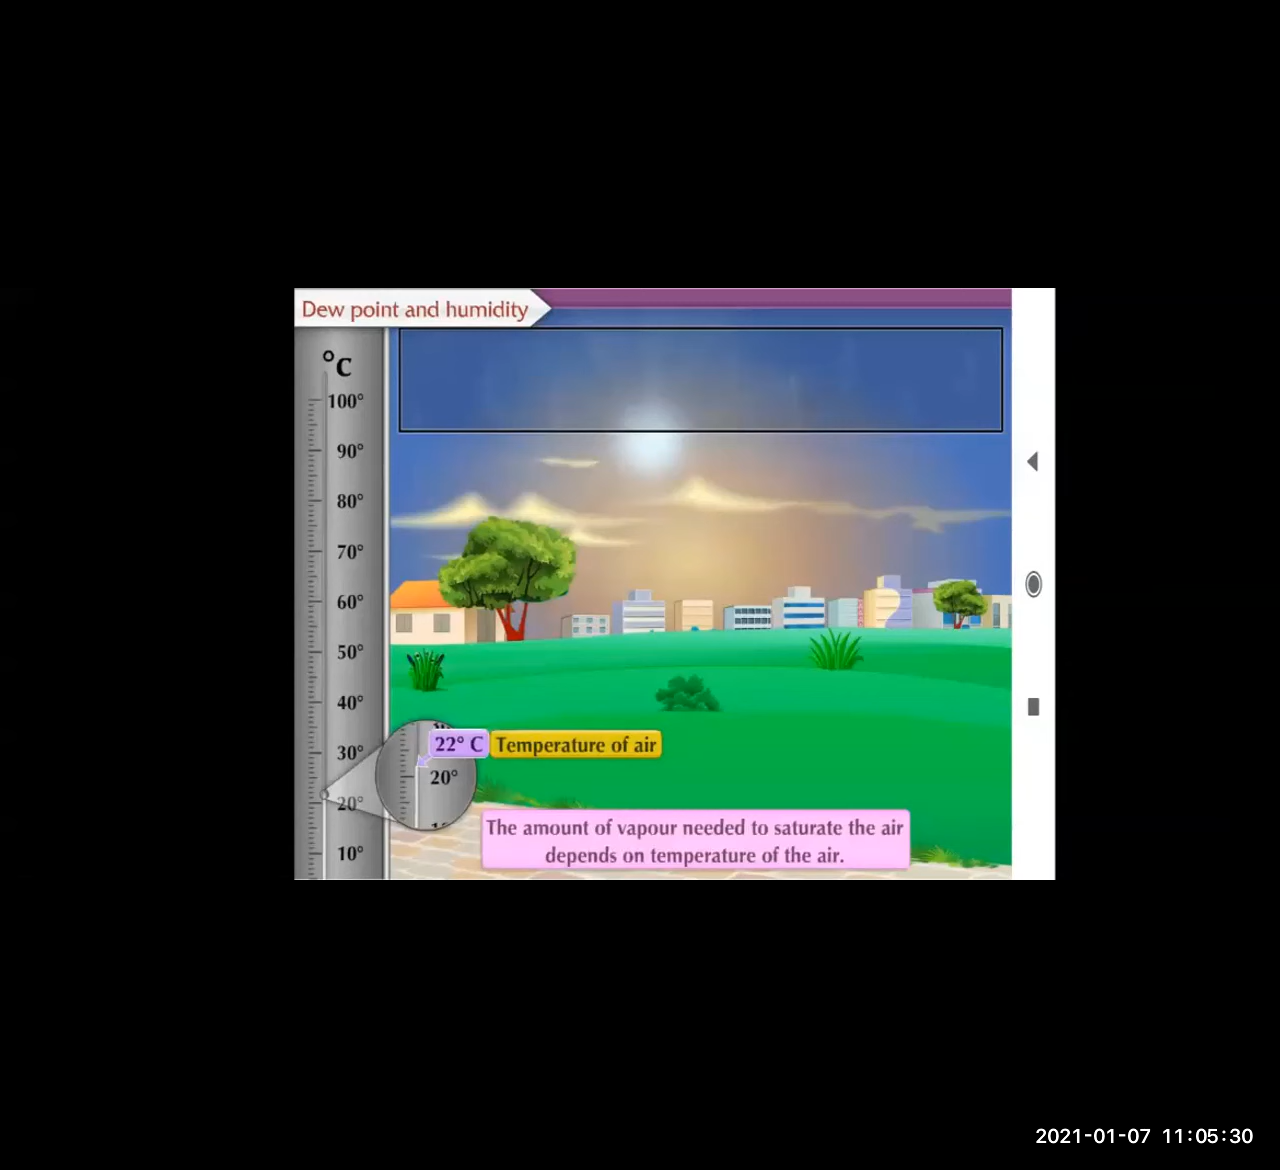 Dew point and humidity
°C
100°
90°
80°
70°
60°
50°
40°
30°
20°
10°
22° C Temperature of air
20°
The amount of vapour needed to saturate the air
depends on temperature of the air.
2021-01-07 11:05:30